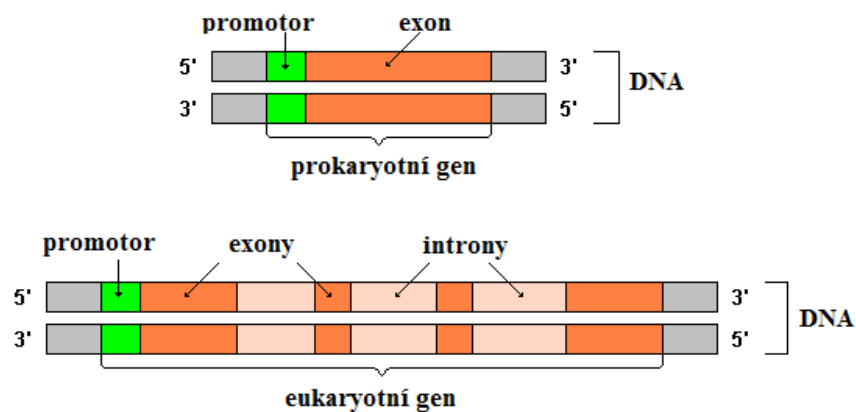 promotor exon
5' 3'
DNA
3' 5'
prokaryotní gen
promotor exony introny
5' 3'
DNA
3' 5'
eukaryotní gen